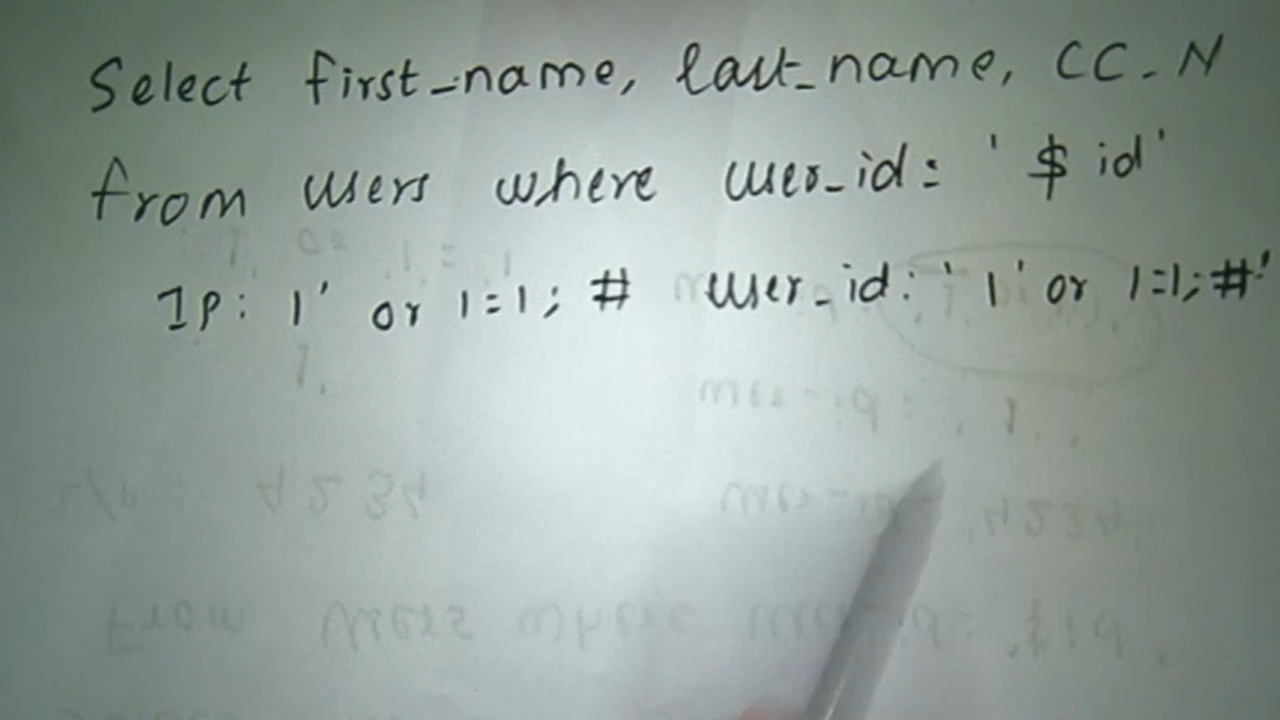 Select first_name, last_name, CC_N
from users where user_id= '$id'
IP: 1' or 1=1; # user_id: '1' or 1=1; #'